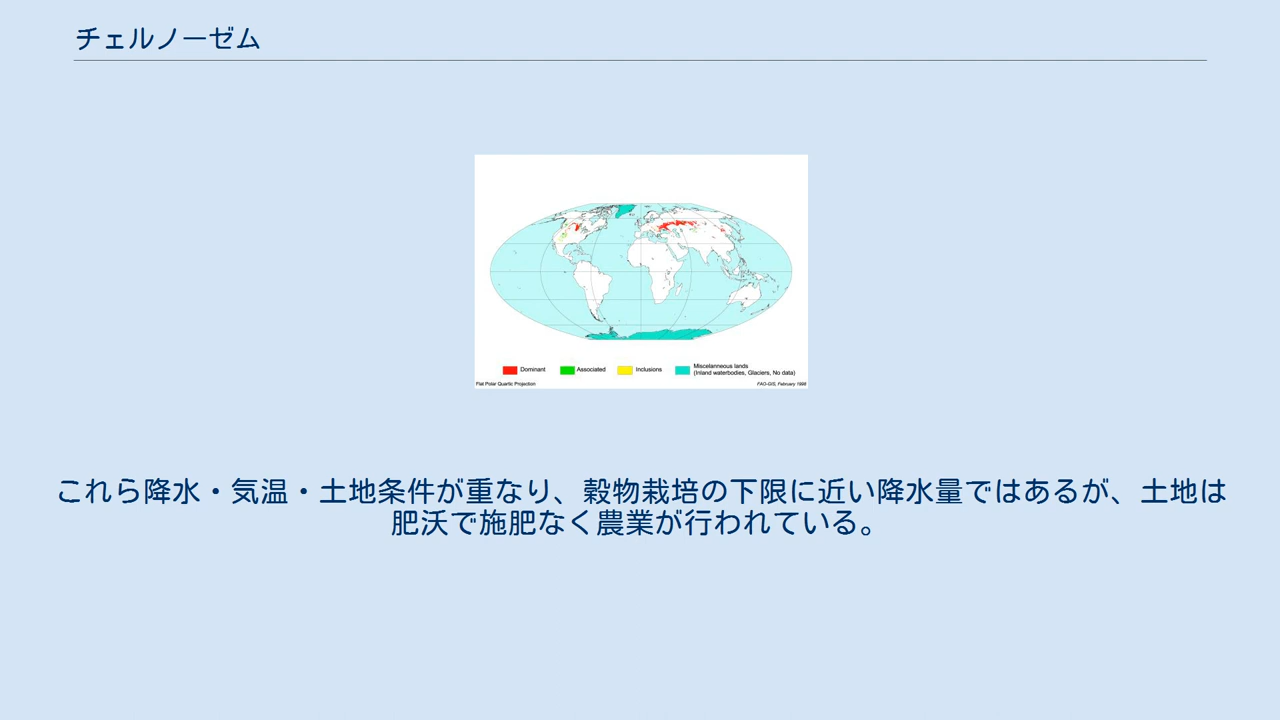 チェルノーゼム
Dominant
Associated
Inclusions
Miscelanneous lands
(Inland waterbodies, Glaciers, No data)
Flat Polar Quartic Projection
FAO-GIS, February 1998
これら降水・気温・土地条件が重なり、穀物栽培の下限に近い降水量ではあるが、土地は
肥沃で施肥なく農業が行われている。